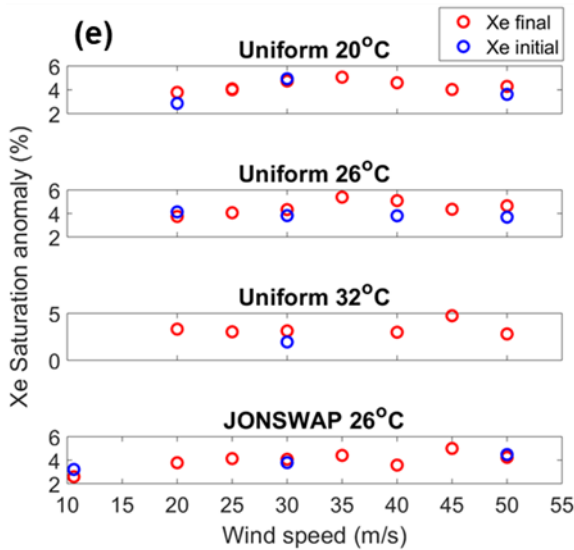 (e)
Xe final
Xe initial
Uniform 20°C
6
4
2
Uniform 26°C
6
4
2
Uniform 32°C
5
0
JONSWAP 26°C
6
4
2
10 15 20 25 30 35 40 45 50 55
Wind speed (m/s)
Xe Saturation anomaly (%)